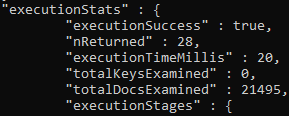 "executionStats" : {
"executionSuccess" : true,
"nReturned" : 28,
"executionTimeMillis" : 20,
"totalKeysExamined" : 0,
"totalDocsExamined" : 21495,
"executionStages" : {